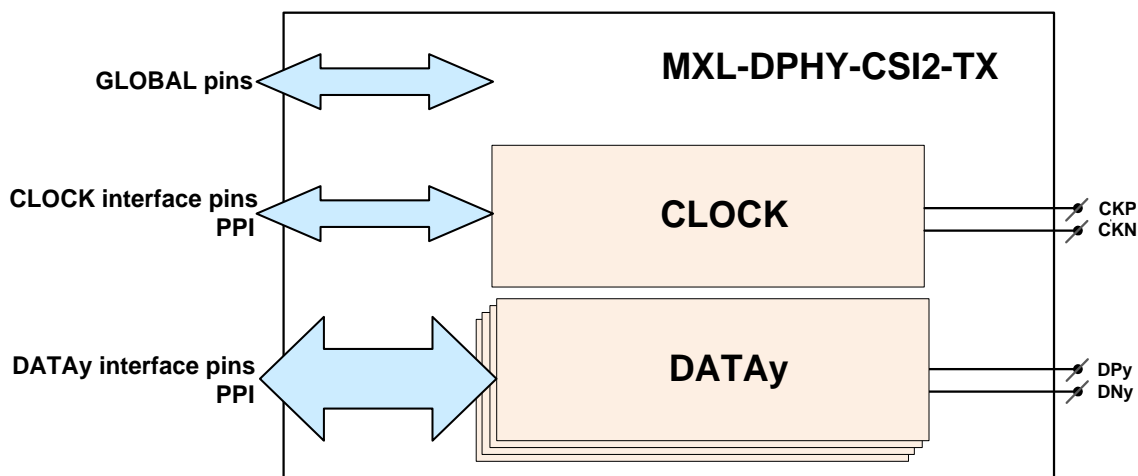 MXL-DPHY-CSI2-TX
GLOBAL pins
CLOCK interface pins
PPI
CLOCK
CKP
CKN
DATAy interface pins
PPI
DATAy
DPy
DNy